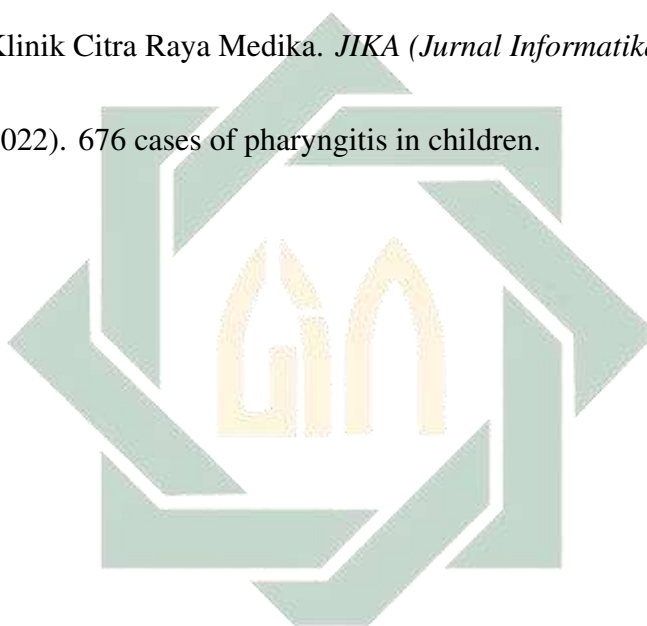 Klinik Citra Raya Medika. JIKA (Jurnal Informatika
022). 676 cases of pharyngitis in children.